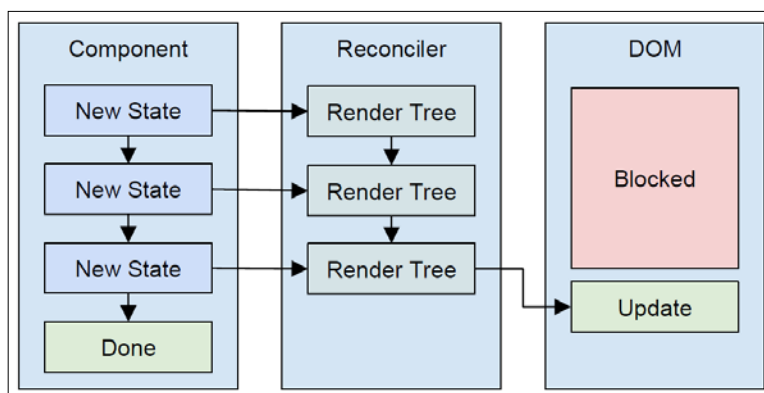 Component
Reconciler
DOM
New State
Render Tree
New State
Render Tree
Blocked
New State
Render Tree
Update
Done